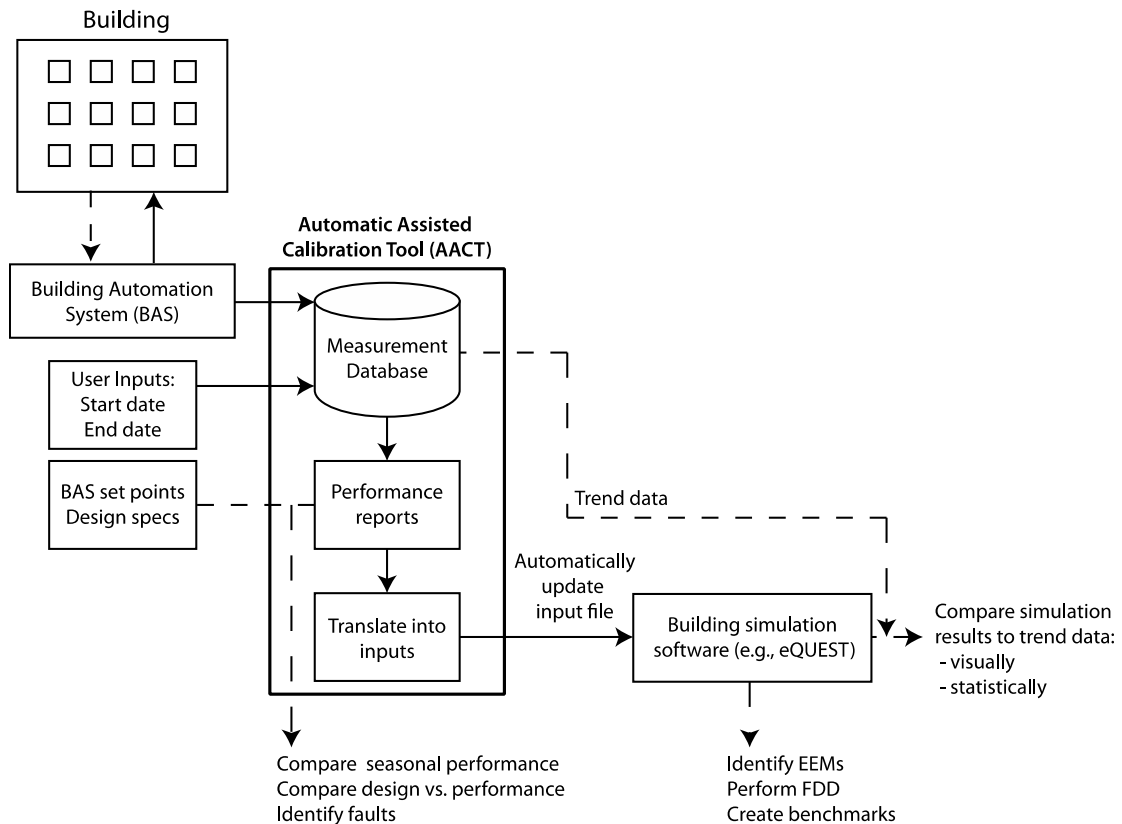 Building
Automatic Assisted
Calibration Tool (AACT)
Building Automation
System (BAS)
Measurement
Database
User Inputs:
Start date
End date
BAS set points
Design specs
Performance
reports
Trend data
Automatically
update
input file
Translate into
inputs
Building simulation
software (e.g., eQUEST)
Compare simulation
results to trend data:
- visually
- statistically
Compare seasonal performance
Compare design vs. performance
Identify faults
Identify EEMs
Perform FDD
Create benchmarks